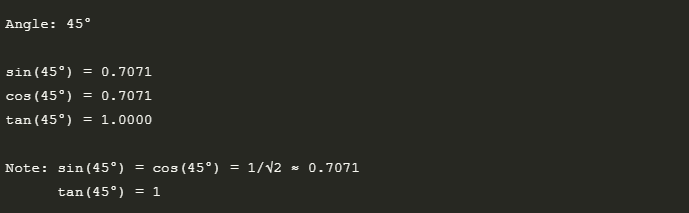 Angle: 45°
sin(45°) = 0.7071
cos(45°) = 0.7071
tan(45°) = 1.0000
Note: sin(45°) = cos(45°) = 1/√2 ≈ 0.7071
tan(45°) = 1